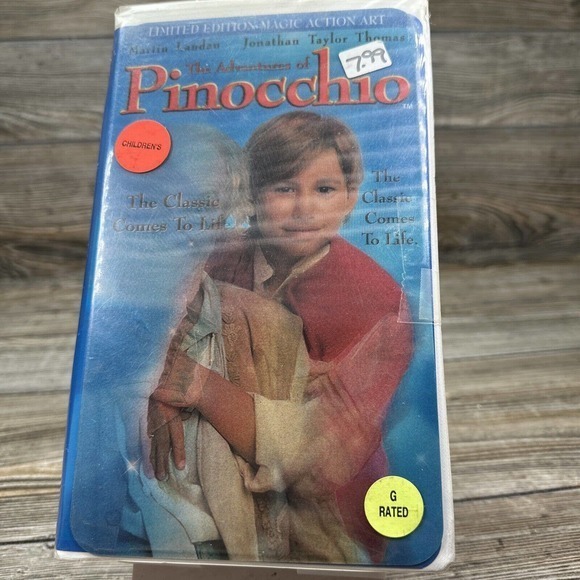 LIMITED EDITION MAGIC ACTION ART
Martin Landau Jonathan Taylor Thomas
7.99
The Adventures of
Pinocchio
TM
CHILDREN'S
The Classic
Comes To Life.
The
Classic
Comes
To Life.
G
RATED